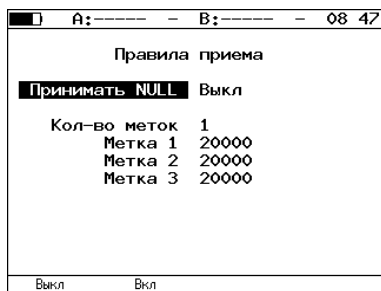 A:----- - B:----- - 08 47
Правила приема
Принимать NULL Выкл
Кол-во меток 1
Метка 1 20000
Метка 2 20000
Метка 3 20000
Выкл Вкл